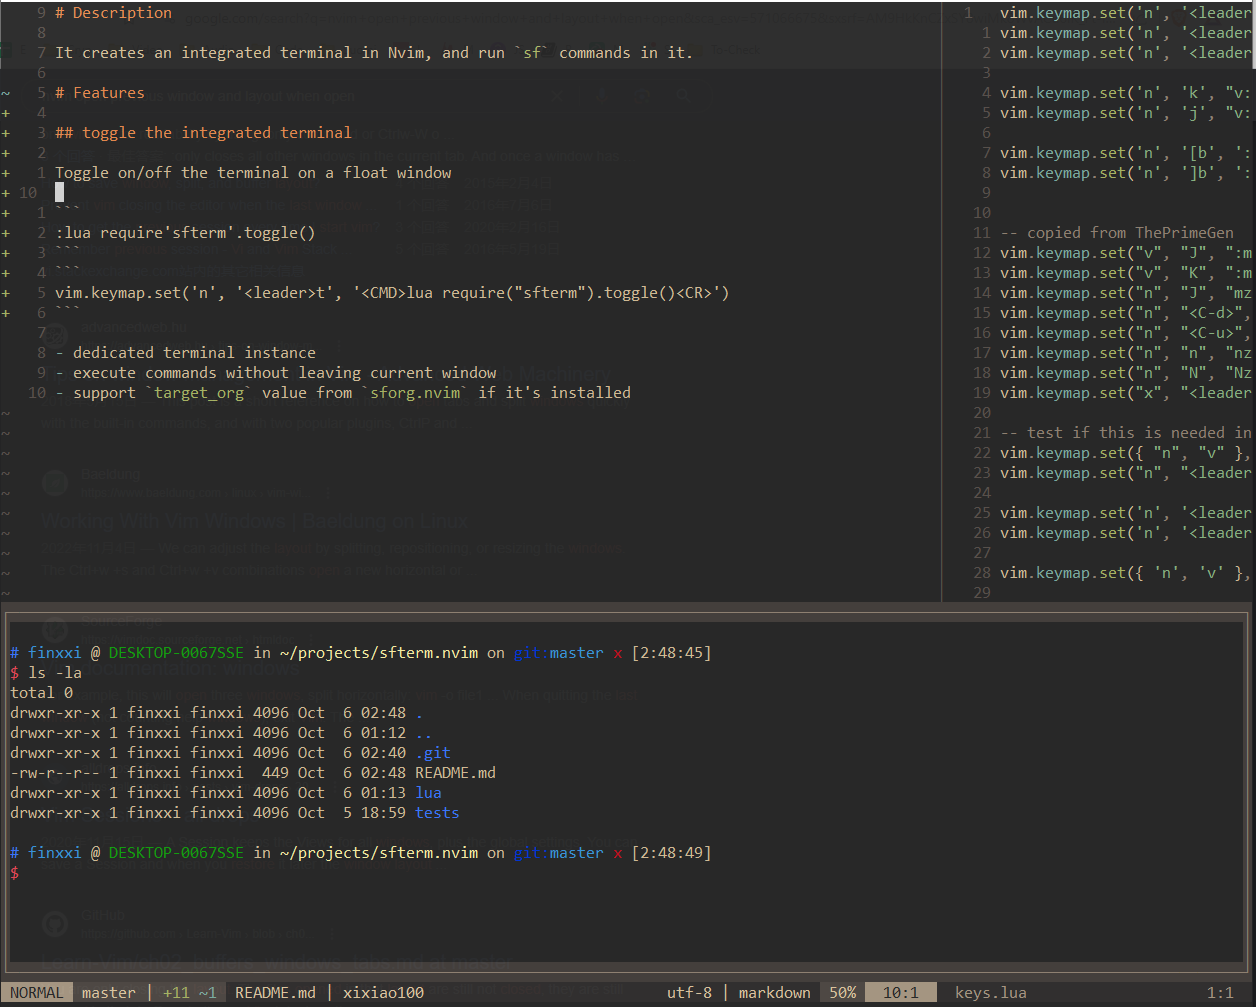 9 # Description
8
7 It creates an integrated terminal in Nvim, and run `sf` commands in it.
6
~ 5 # Features
+ 4
+ 3 ## toggle the integrated terminal
+ 2
+ 1 Toggle on/off the terminal on a float window
+ 10
+ 1 ```
+ 2 :lua require'sfterm'.toggle()
+ 3 ```
+ 4 ```
+ 5 vim.keymap.set('n', '<leader>t', '<CMD>lua require("sfterm").toggle()<CR>')
+ 6 ```
7
8 - dedicated terminal instance
9 - execute commands without leaving current window
10 - support `target_org` value from `sforg.nvim` if it's installed
~
~
~
~
~
~
~
~
~
~
1 vim.keymap.set('n', '<leader
1 vim.keymap.set('n', '<leader
2 vim.keymap.set('n', '<leader
3
4 vim.keymap.set('n', 'k', "v:
5 vim.keymap.set('n', 'j', "v:
6
7 vim.keymap.set('n', '[b', ':
8 vim.keymap.set('n', ']b', ':
9
10
11 -- copied from ThePrimeGen
12 vim.keymap.set("v", "J", ":m
13 vim.keymap.set("v", "K", ":m
14 vim.keymap.set("n", "J", "mz
15 vim.keymap.set("n", "<C-d>",
16 vim.keymap.set("n", "<C-u>",
17 vim.keymap.set("n", "n", "nz
18 vim.keymap.set("n", "N", "Nz
19 vim.keymap.set("x", "<leader
20
21 -- test if this is needed in
22 vim.keymap.set({ "n", "v" },
23 vim.keymap.set("n", "<leader
24
25 vim.keymap.set('n', '<leader
26 vim.keymap.set('n', '<leader
27
28 vim.keymap.set({ 'n', 'v' },
29
# finxxi @ DESKTOP-0067SSE in ~/projects/sfterm.nvim on git:master x [2:48:45]
$ ls -la
total 0
drwxr-xr-x 1 finxxi finxxi 4096 Oct  6 02:48 .
drwxr-xr-x 1 finxxi finxxi 4096 Oct  6 01:12 ..
drwxr-xr-x 1 finxxi finxxi 4096 Oct  6 02:40 .git
-rw-r--r-- 1 finxxi finxxi  449 Oct  6 02:48 README.md
drwxr-xr-x 1 finxxi finxxi 4096 Oct  6 01:13 lua
drwxr-xr-x 1 finxxi finxxi 4096 Oct  5 18:59 tests
# finxxi @ DESKTOP-0067SSE in ~/projects/sfterm.nvim on git:master x [2:48:49]
$
NORMAL master | +11 ~1 README.md | xixiao100 utf-8 | markdown 50% 10:1 keys.lua 1:1